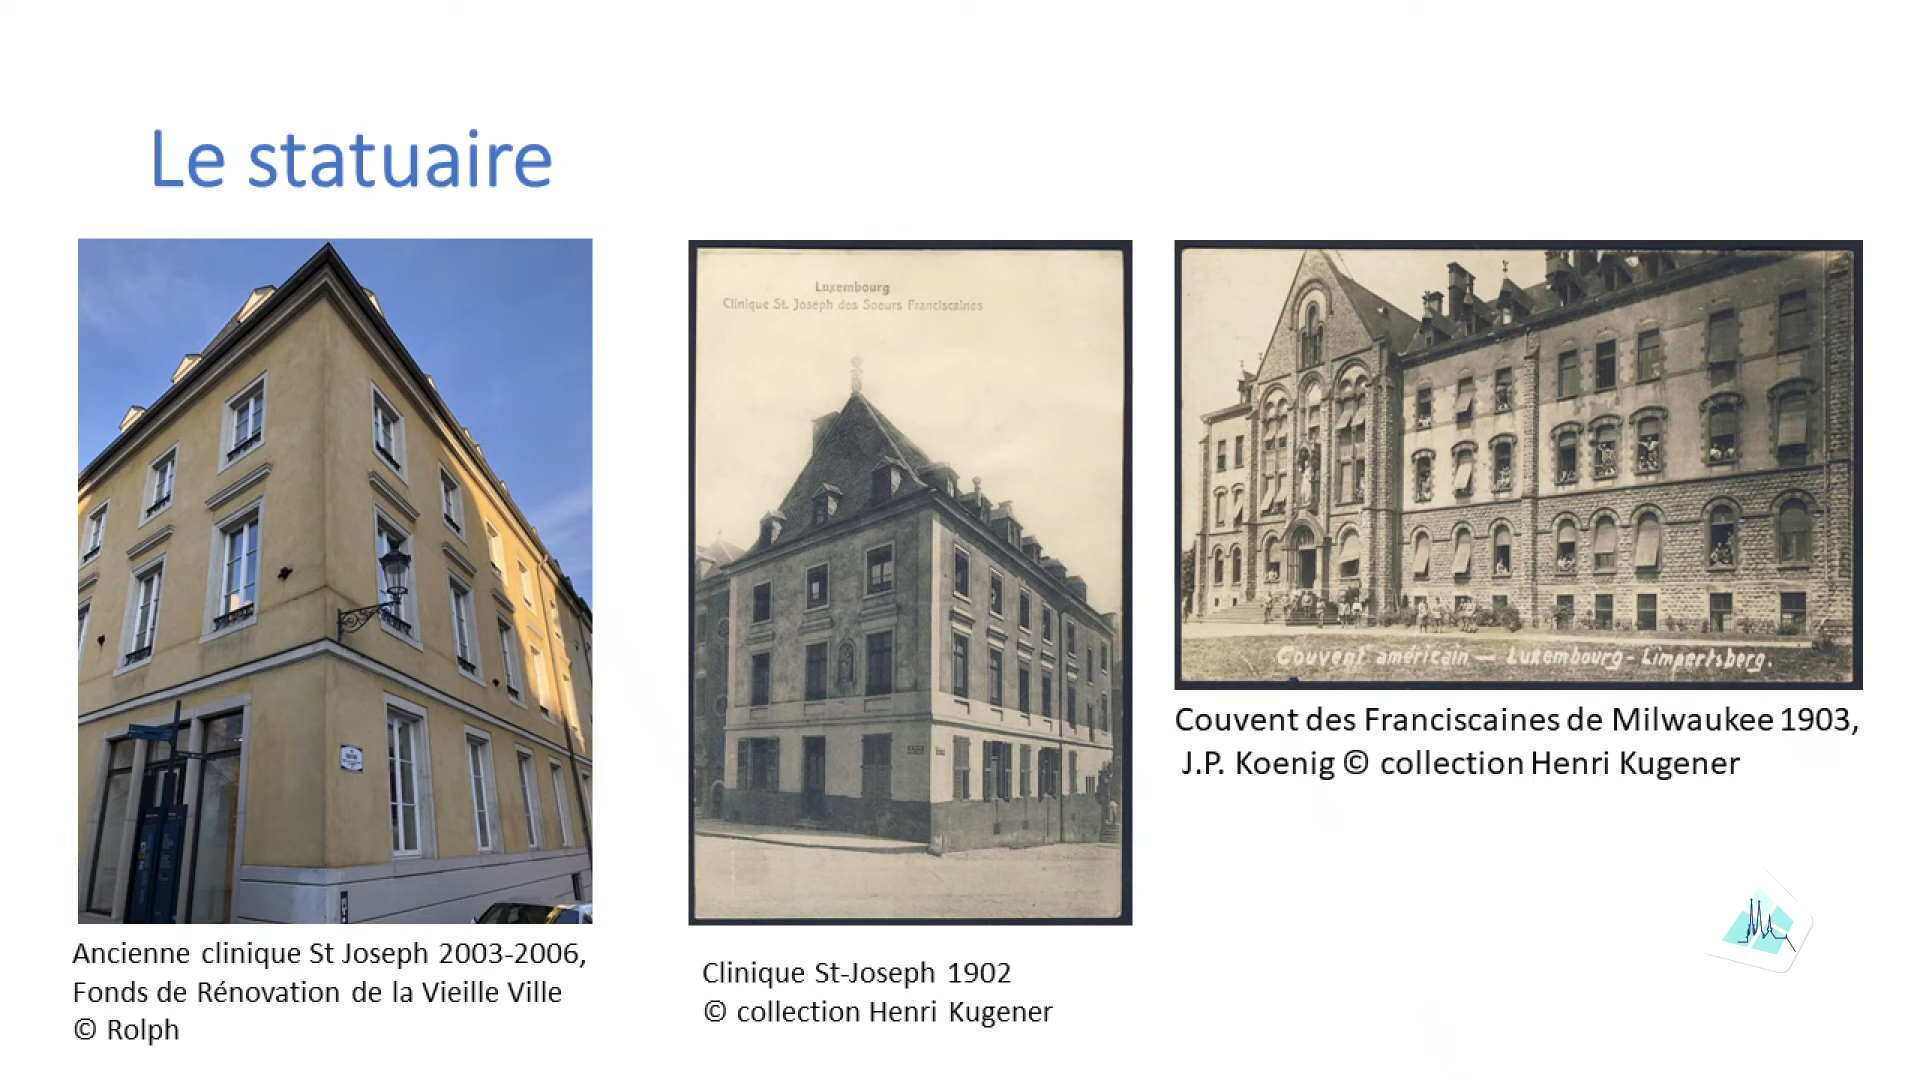 Le statuaire
Luxembourg
Clinique St. Joseph des Soeurs Franciscaines
Couvent américain — Luxembourg - Limpertsberg.
Ancienne clinique St Joseph 2003-2006,
Fonds de Rénovation de la Vieille Ville
© Rolph
Clinique St-Joseph 1902
© collection Henri Kugener
Couvent des Franciscaines de Milwaukee 1903,
J.P. Koenig © collection Henri Kugener